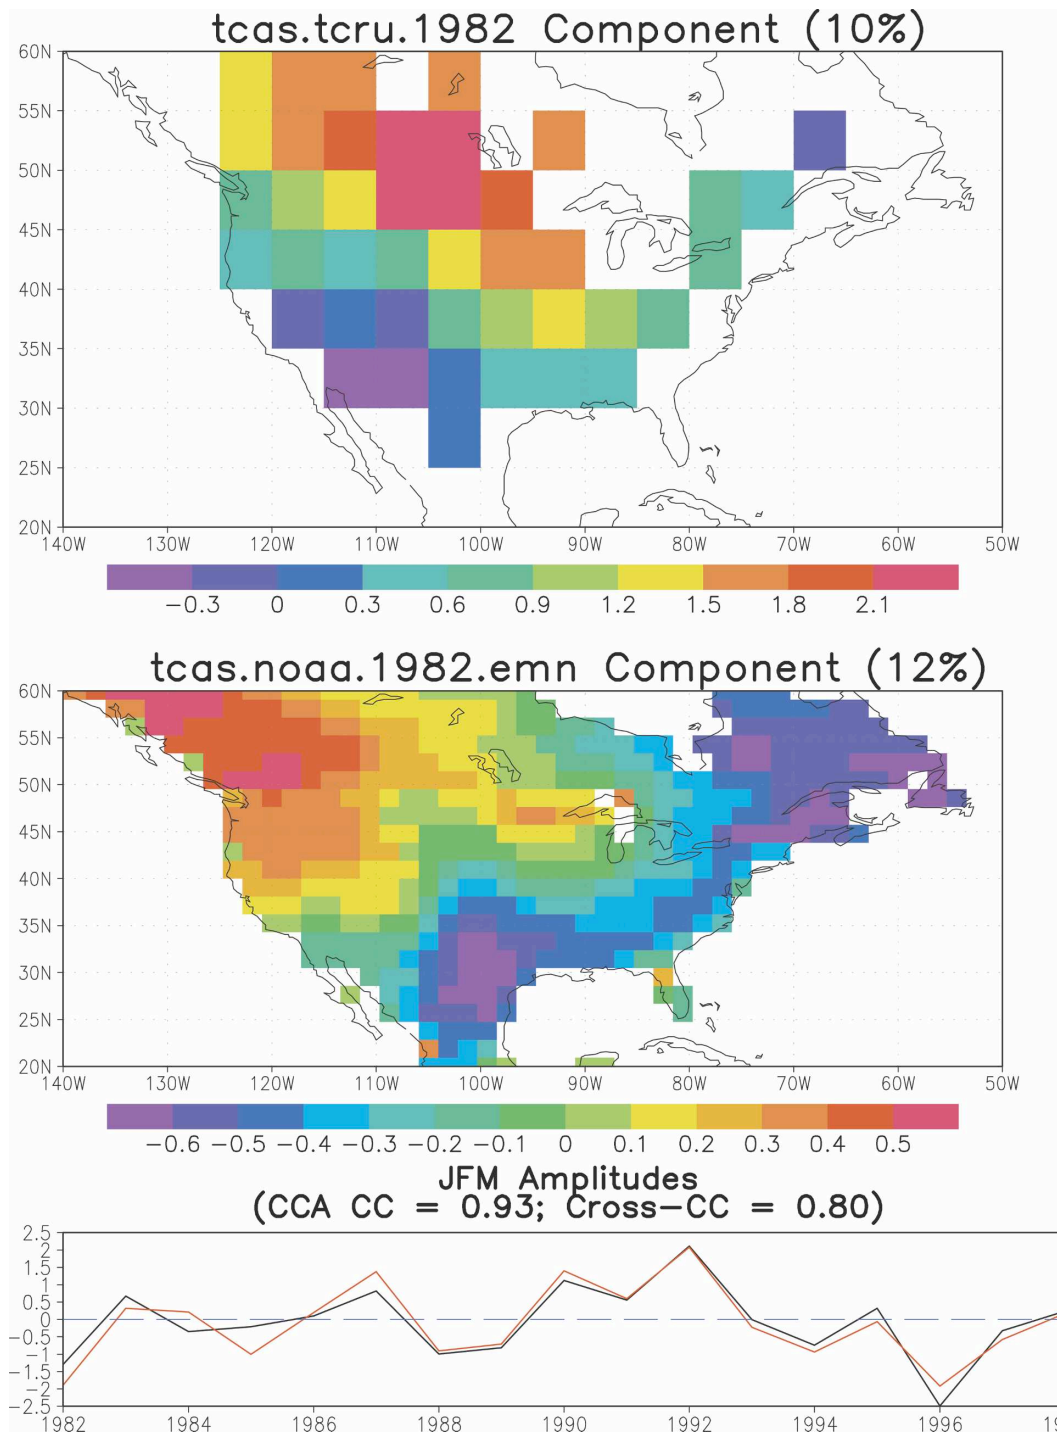 tcas.tcru.1982 Component (10%)
60N
55N
50N
45N
40N
35N
30N
25N
20N
140W 130W 120W 110W 100W 90W 80W 70W 60W 50W
−0.3 0 0.3 0.6 0.9 1.2 1.5 1.8 2.1
tcas.noaa.1982.emn Component (12%)
60N
55N
50N
45N
40N
35N
30N
25N
20N
140W 130W 120W 110W 100W 90W 80W 70W 60W 50W
−0.6 −0.5 −0.4 −0.3 −0.2 −0.1 0 0.1 0.2 0.3 0.4 0.5
JFM Amplitudes
(CCA CC = 0.93; Cross−CC = 0.80)
2.5
2
1.5
1
0.5
0
−0.5
−1
−1.5
−2
−2.5
1982 1984 1986 1988 1990 1992 1994 1996